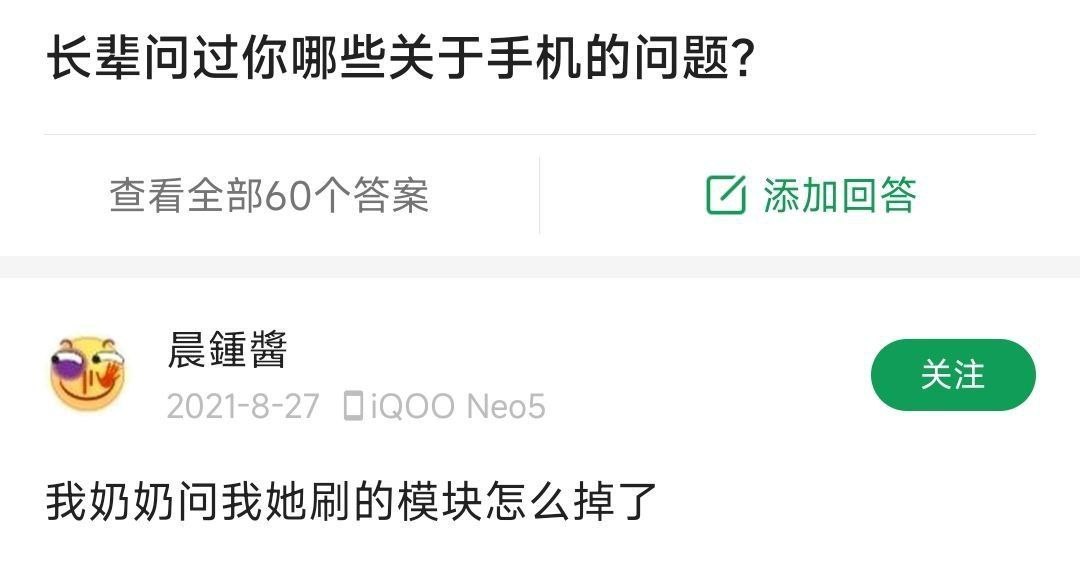 长辈问过你哪些关于手机的问题?
查看全部60个答案
添加回答
晨鍾醬
关注
2021-8-27 iQOO Neo5
我奶奶问我她刷的模块怎么掉了